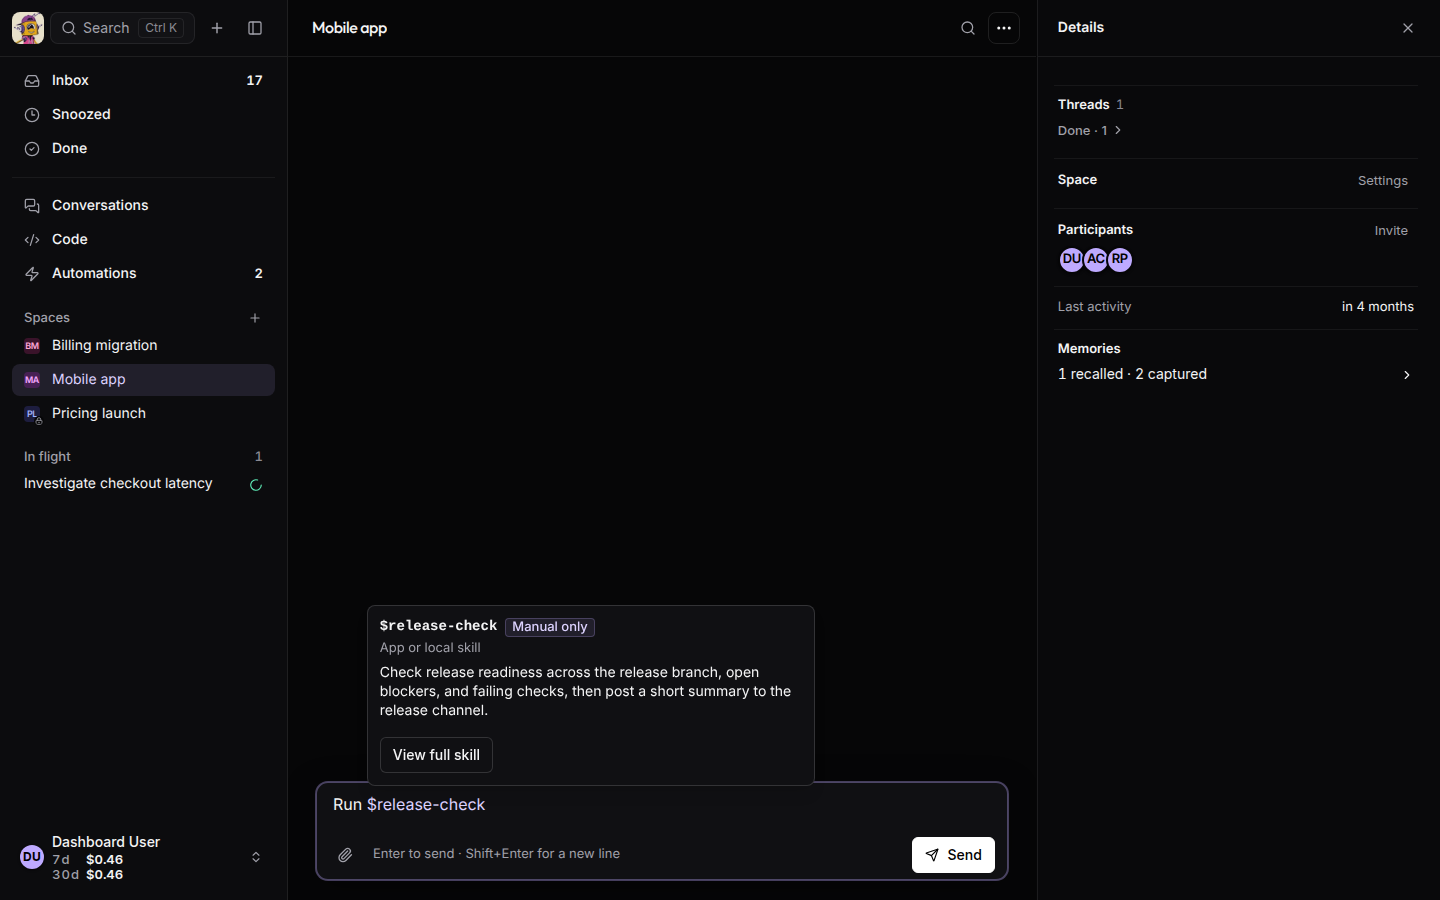 Search Ctrl K
Inbox 17
Snoozed
Done
Conversations
Code
Automations 2
Spaces
BM Billing migration
MA Mobile app
PL Pricing launch
In flight 1
Investigate checkout latency
DU Dashboard User
7d $0.46
30d $0.46
Mobile app
$release-check Manual only
App or local skill
Check release readiness across the release branch, open
blockers, and failing checks, then post a short summary to the
release channel.
View full skill
Run $release-check
Enter to send · Shift+Enter for a new line
Send
Details
Threads 1
Done · 1
Space Settings
Participants Invite
DU AC RP
Last activity in 4 months
Memories
1 recalled · 2 captured